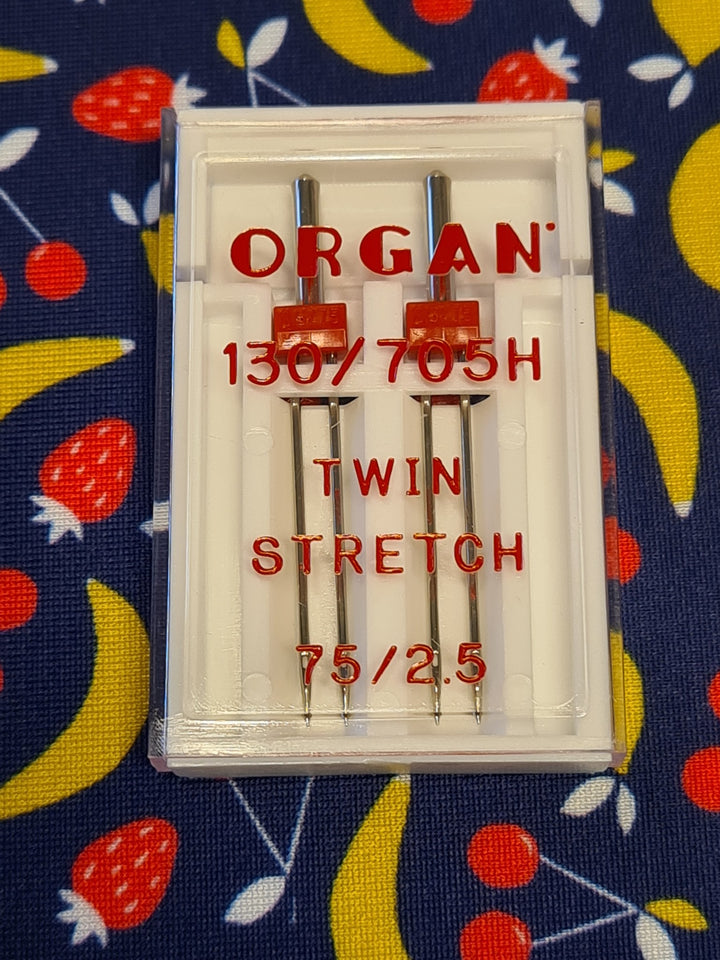 ORGAN
130/705H
TWIN
STRETCH
75/2.5